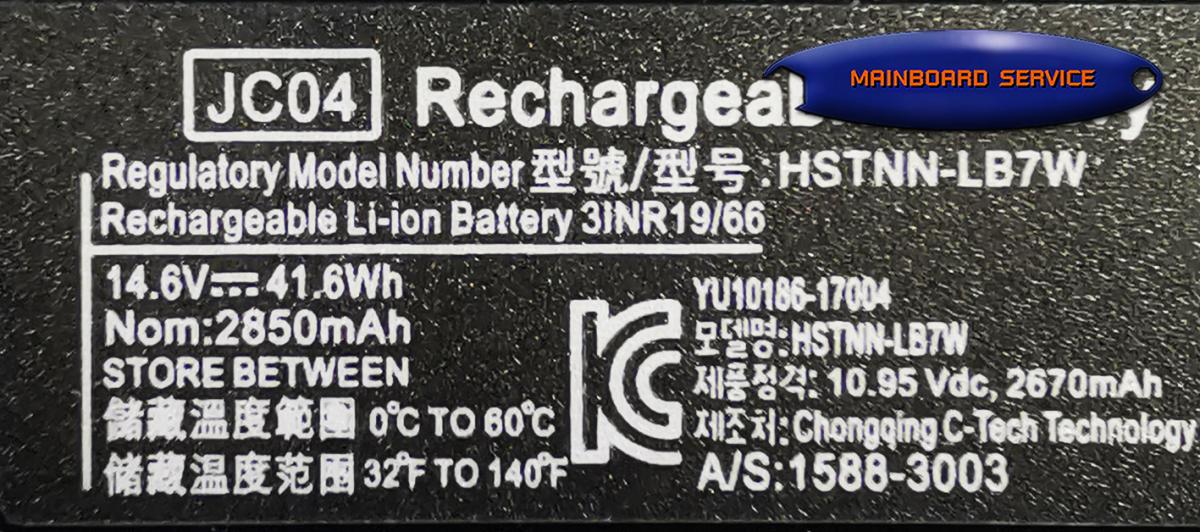 JC04 Rechargeab
MAINBOARD SERVICE
Regulatory Model Number 型號/型号:HSTNN-LB7W
Rechargeable Li-ion Battery 3INR19/66
14.6V⎓41.6Wh
Nom:2850mAh
STORE BETWEEN
儲藏溫度範圍 0°C TO 60°C
储藏温度范围 32°F TO 140°F
YU10186-17004
모델명:HSTNN-LB7W
제품정격: 10.95 Vdc, 2670mAh
제조처:Chongqing C-Tech Technology
A/S:1588-3003